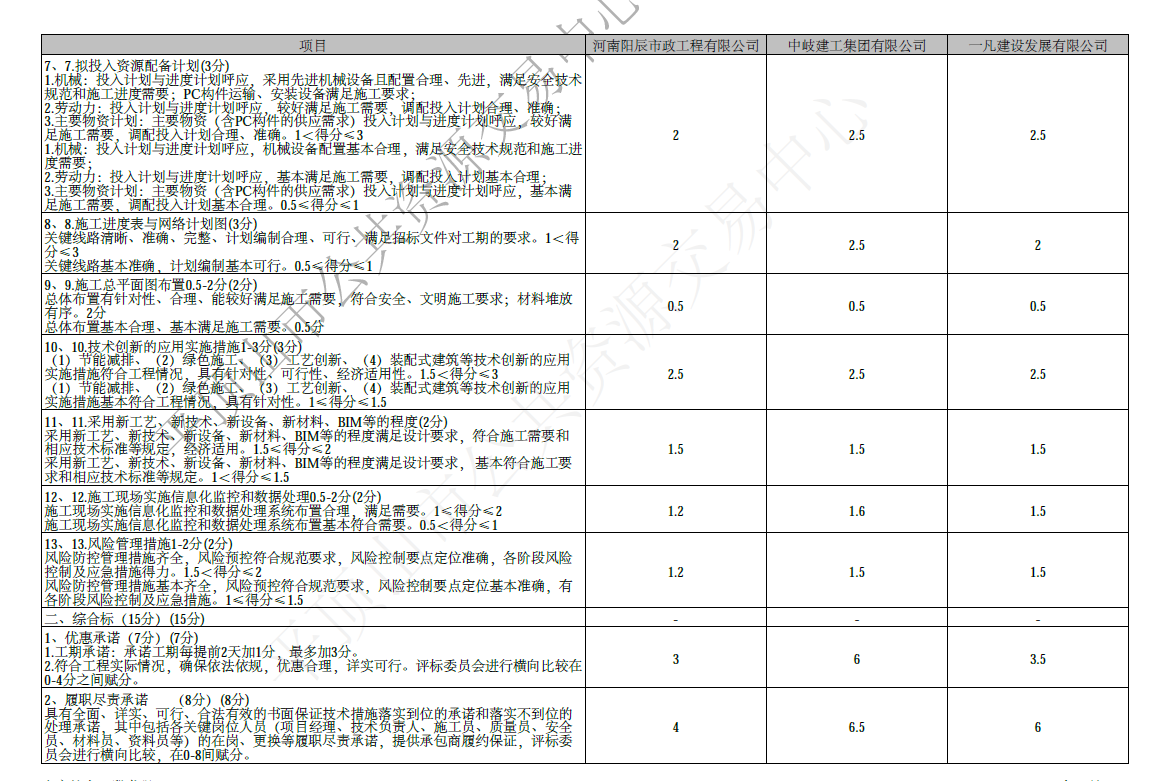 项目 河南阳辰市政工程有限公司 中岐建工集团有限公司 一凡建设发展有限公司
7、7.拟投入资源配备计划(3分)
1.机械：投入计划与进度计划呼应，采用先进机械设备且配置合理、先进，满足安全技术
规范和施工进度需要；PC构件运输、安装设备满足施工要求；
2.劳动力：投入计划与进度计划呼应，较好满足施工需要，调配投入计划合理、准确；
3.主要物资计划：主要物资（含PC构件的供应需求）投入计划与进度计划呼应，较好满
足施工需要，调配投入计划合理、准确。1＜得分≤3
1.机械：投入计划与进度计划呼应，机械设备配置基本合理，满足安全技术规范和施工进
度需要；
2.劳动力：投入计划与进度计划呼应，基本满足施工需要，调配投入计划基本合理；
3.主要物资计划：主要物资（含PC构件的供应需求）投入计划与进度计划呼应，基本满
足施工需要，调配投入计划基本合理。0.5≤得分≤1
2 2.5 2.5
8、8.施工进度表与网络计划图(3分)
关键线路清晰、准确、完整、计划编制合理、可行、满足招标文件对工期的要求。1＜得
分≤3
关键线路基本准确，计划编制基本可行。0.5≤得分≤1
2 2.5 2
9、9.施工总平面图布置0.5-2分(2分)
总体布置有针对性、合理、能较好满足施工需要，符合安全、文明施工要求；材料堆放
有序。2分
总体布置基本合理、基本满足施工需要。0.5分
0.5 0.5 0.5
10、10.技术创新的应用实施措施1-3分(3分)
（1）节能减排、（2）绿色施工、（3）工艺创新、（4）装配式建筑等技术创新的应用
实施措施符合工程情况，具有针对性、可行性、经济适用性。1.5＜得分≤3
（1）节能减排、（2）绿色施工、（3）工艺创新、（4）装配式建筑等技术创新的应用
实施措施基本符合工程情况，具有针对性。1≤得分≤1.5
2.5 2.5 2.5
11、11.采用新工艺、新技术、新设备、新材料、BIM等的程度(2分)
采用新工艺、新技术、新设备、新材料、BIM等的程度满足设计要求，符合施工需要和
相应技术标准等规定，经济适用。1.5≤得分≤2
采用新工艺、新技术、新设备、新材料、BIM等的程度满足设计要求， 基本符合施工要
求和相应技术标准等规定。1＜得分≤1.5
1.5 1.5 1.5
12、12.施工现场实施信息化监控和数据处理0.5-2分(2分)
施工现场实施信息化监控和数据处理系统布置合理，满足需要。1≤得分≤2
施工现场实施信息化监控和数据处理系统布置基本符合需要。0.5＜得分≤1
1.2 1.6 1.5
13、13.风险管理措施1-2分(2分)
风险防控管理措施齐全，风险预控符合规范要求，风险控制要点定位准确，各阶段风险
控制及应急措施得力。1.5＜得分≤2
风险防控管理措施基本齐全，风险预控符合规范要求，风险控制要点定位基本准确，有
各阶段风险控制及应急措施。1≤得分≤1.5
1.2 1.5 1.5
二、综合标（15分）(15分) - - -
1、优惠承诺（7分）(7分)
1.工期承诺：承诺工期每提前2天加1分，最多加3分。
2.符合工程实际情况，确保依法依规，优惠合理，详实可行。评标委员会进行横向比较在
0-4分之间赋分。
3 6 3.5
2、履职尽责承诺 （8分）(8分)
具有全面、详实、可行、合法有效的书面保证技术措施落实到位的承诺和落实不到位的
处理承诺，其中包括各关键岗位人员（项目经理、技术负责人、施工员、质量员、安全
员、材料员、资料员等）的在岗、更换等履职尽责承诺，提供承包商履约保证，评标委
员会进行横向比较，在0-8间赋分。
4 6.5 6
平顶山市公共资源交易中心
平顶山市公共资源交易中心